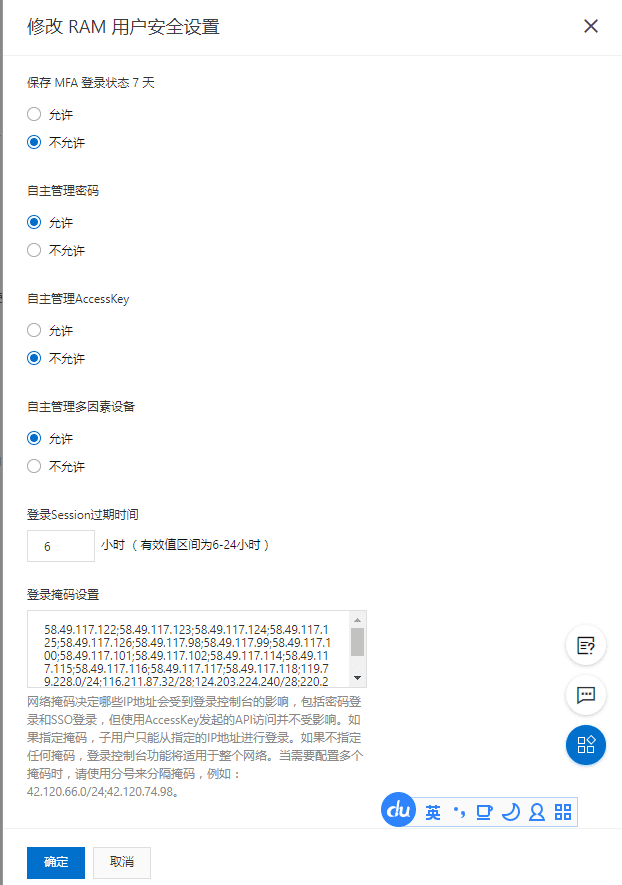 修改 RAM 用户安全设置
保存 MFA 登录状态 7 天
允许
不允许
自主管理密码
允许
不允许
自主管理AccessKey
允许
不允许
自主管理多因素设备
允许
不允许
登录Session过期时间
6 小时 （ 有效值区间为6-24小时 ）
登录掩码设置
58.49.117.122;58.49.117.123;58.49.117.124;58.49.117.1
25;58.49.117.126;58.49.117.98;58.49.117.99;58.49.117.1
00;58.49.117.101;58.49.117.102;58.49.117.114;58.49.11
7.115;58.49.117.116;58.49.117.117;58.49.117.118;119.7
9.228.0/24;116.211.87.32/28;124.203.224.240/28;220.2
网络掩码决定哪些IP地址会受到登录控制台的影响，包括密码登
录和SSO登录，但使用AccessKey发起的API访问并不受影响。如
果指定掩码，子用户只能从指定的IP地址进行登录。如果不指定
任何掩码，登录控制台功能将适用于整个网络。当需要配置多个
掩码时，请使用分号来分隔掩码，例如：
42.120.66.0/24;42.120.74.98。
du 英
确定 取消